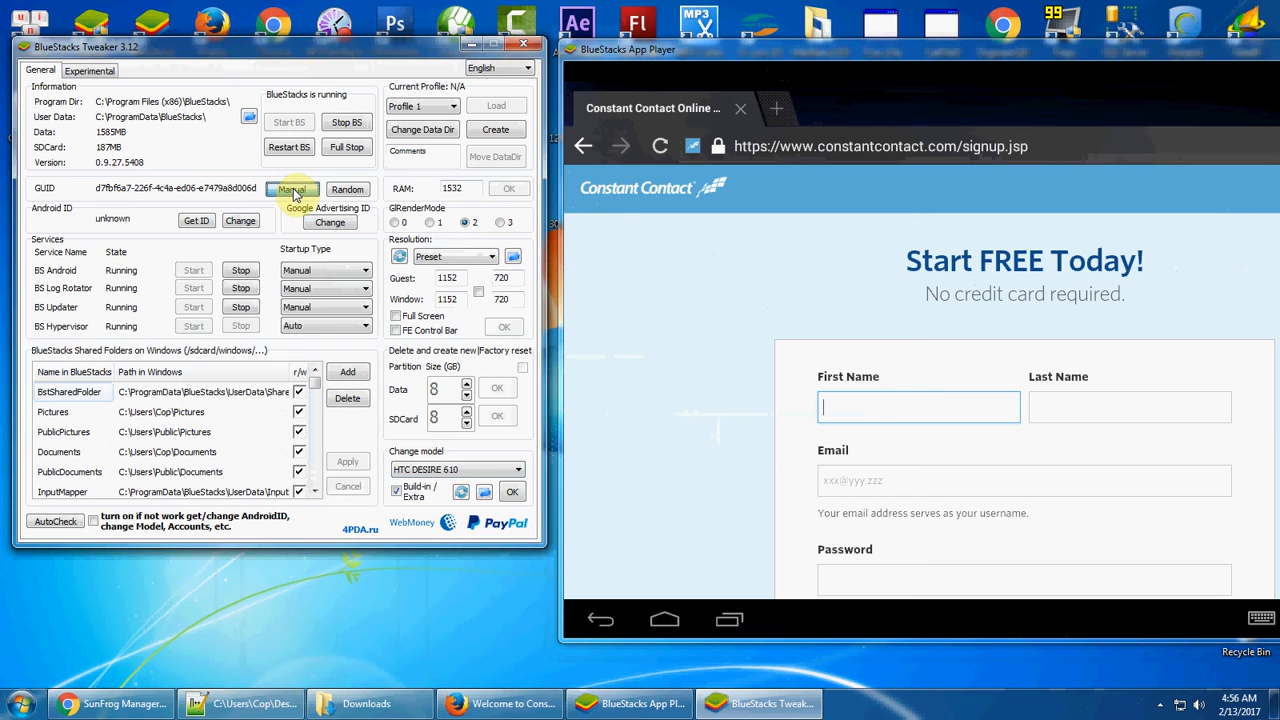 BlueStacks Tweaker 3.12
General
Experimental
English
Information
Program Dir: C:\Program Files (x86)\BlueStacks\
User Data: C:\ProgramData\BlueStacks\
Data: 1585MB
SDCard: 187MB
Version: 0.9.27.5408
BlueStacks is running
Start BS
Stop BS
Restart BS
Full Stop
Current Profile: N/A
Profile 1
Load
Change Data Dir
Create
Comments
Move DataDir
GUID d7fbf6a7-226f-4c4a-ed06-e7479a8d006d
Manual
Random
RAM: 1532
OK
Android ID
unknown
Get ID
Change
Google Advertising ID
Change
GlRenderMode
0 1 2 3
Services
Service Name State Startup Type
BS Android Running Start Stop Manual
BS Log Rotator Running Start Stop Manual
BS Updater Running Start Stop Manual
BS Hypervisor Running Start Stop Auto
Resolution:
Preset
Guest: 1152 720
Window: 1152 720
Full Screen
FE Control Bar
OK
BlueStacks Shared Folders on Windows (/sdcard/windows/...)
Name in BlueStacks Path in Windows r/w
BstSharedFolder C:\ProgramData\BlueStacks\UserData\Share
Pictures C:\Users\Cop\Pictures
PublicPictures C:\Users\Public\Pictures
Documents C:\Users\Cop\Documents
PublicDocuments C:\Users\Public\Documents
InputMapper C:\ProgramData\BlueStacks\UserData\Input
Add
Delete
Apply
Cancel
Delete and create new|Factory reset
Partition Size (GB)
Data 8 OK
SDCard 8 OK
Change model
HTC DESIRE 610
Build-in /
Extra
OK
AutoCheck
turn on if not work get/change AndroidID,
change Model, Accounts, etc.
4PDA.ru
WebMoney
PayPal
BlueStacks App Player
Constant Contact Online ...
https://www.constantcontact.com/signup.jsp
Constant Contact
Start FREE Today!
No credit card required.
First Name
Last Name
Email
xxx@yyy.zzz
Your email address serves as your username.
Password
Ps
Ae
Fl
MP3
99
Recycle Bin
SunFrog Manager...
C:\Users\Cop\Des...
Downloads
Welcome to Cons...
BlueStacks App Pl...
BlueStacks Tweak...
4:56 AM
2/13/2017